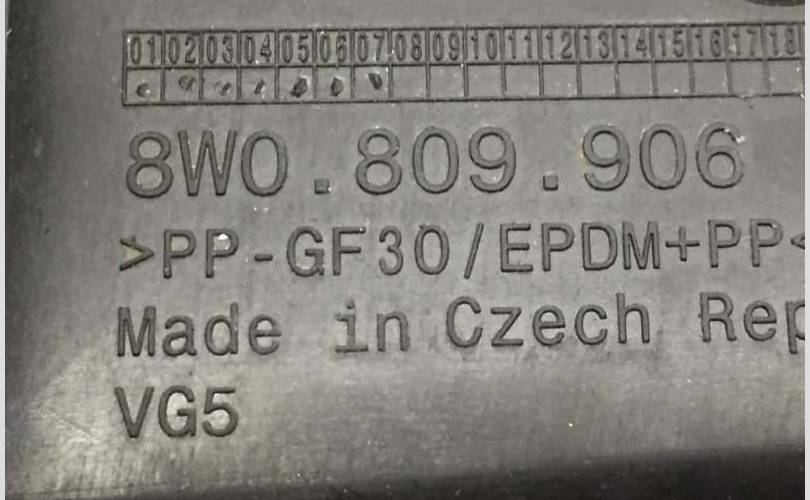 01 02 03 04 05 06 07 08 09 10 11 12 13 14 15 16 17 18
8W0.809.906
>PP-GF30/EPDM+PP<
Made in Czech Rep
VG5